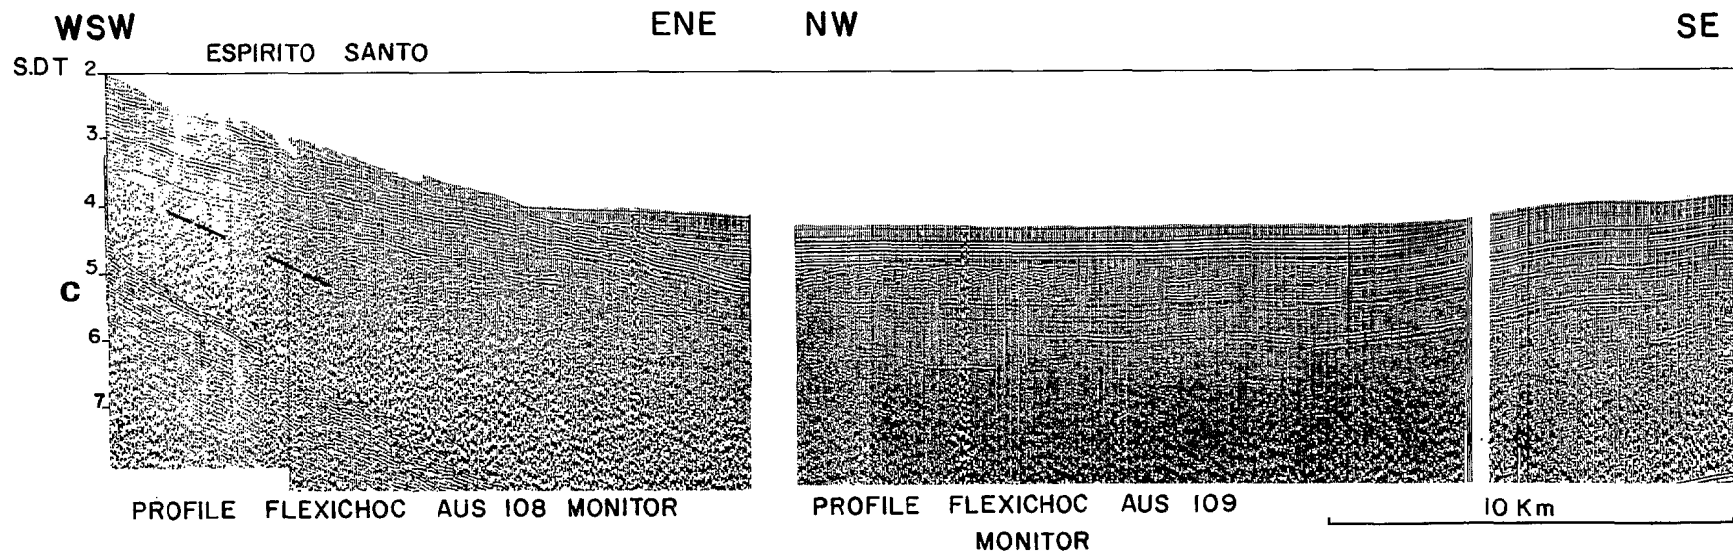 WSW ENE NW SE
ESPIRITO SANTO
S.DT 2
3
4
5
C
6
7
PROFILE FLEXICHOC AUS 108 MONITOR
PROFILE FLEXICHOC AUS 109
MONITOR
10 Km